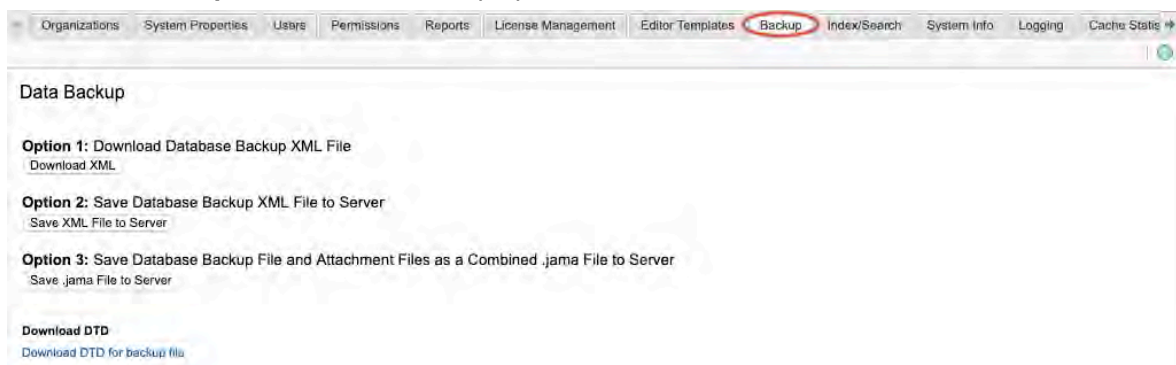 Organizations System Properties Users Permissions Reports License Management Editor Templates Backup Index/Search System Info Logging Cache Statis
Data Backup
Option 1: Download Database Backup XML File
Download XML
Option 2: Save Database Backup XML File to Server
Save XML File to Server
Option 3: Save Database Backup File and Attachment Files as a Combined .jama File to Server
Save .jama File to Server
Download DTD
Download DTD for backup file